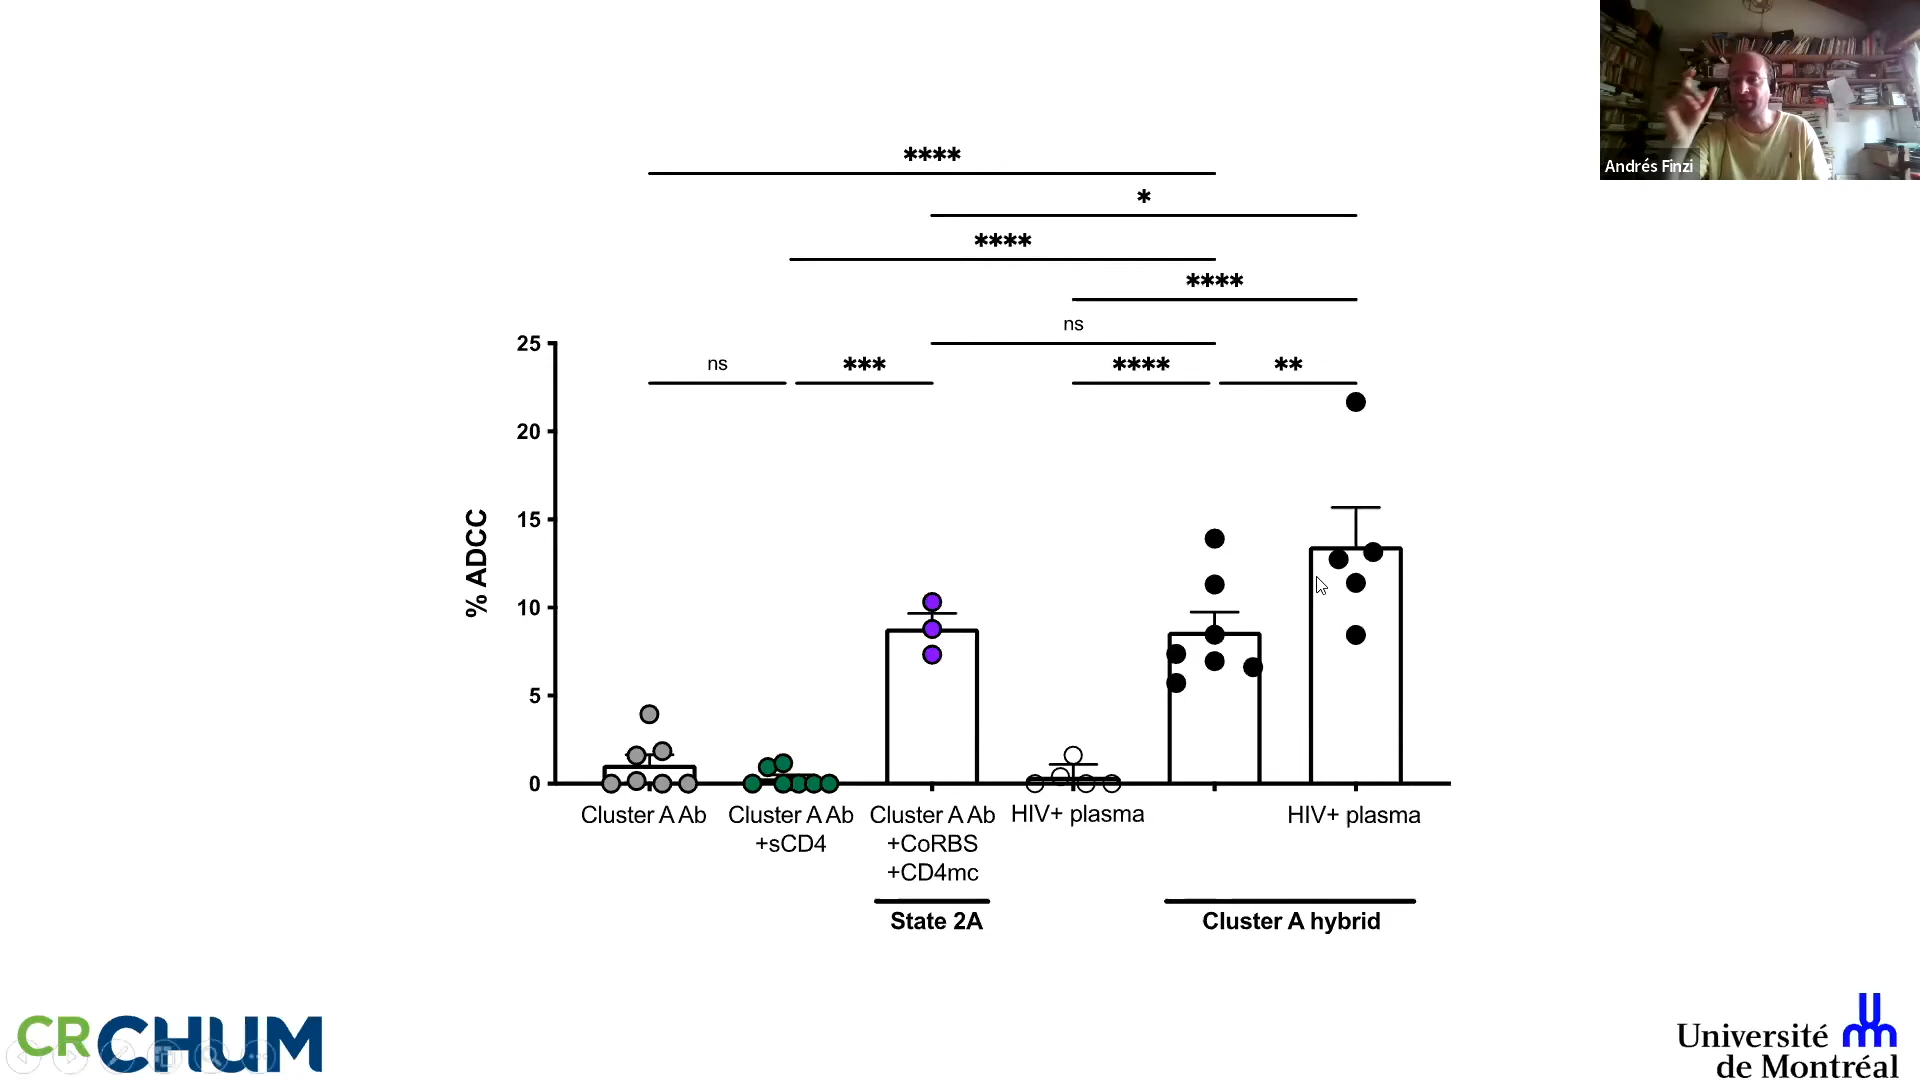 Andrés Finzi
****
*
****
****
ns
ns
***
****
**
25
20
15
10
5
0
% ADCC
Cluster A Ab
Cluster A Ab
+sCD4
Cluster A Ab
+CoRBS
+CD4mc
HIV+ plasma
HIV+ plasma
State 2A
Cluster A hybrid
CRCHUM
Université
de Montréal